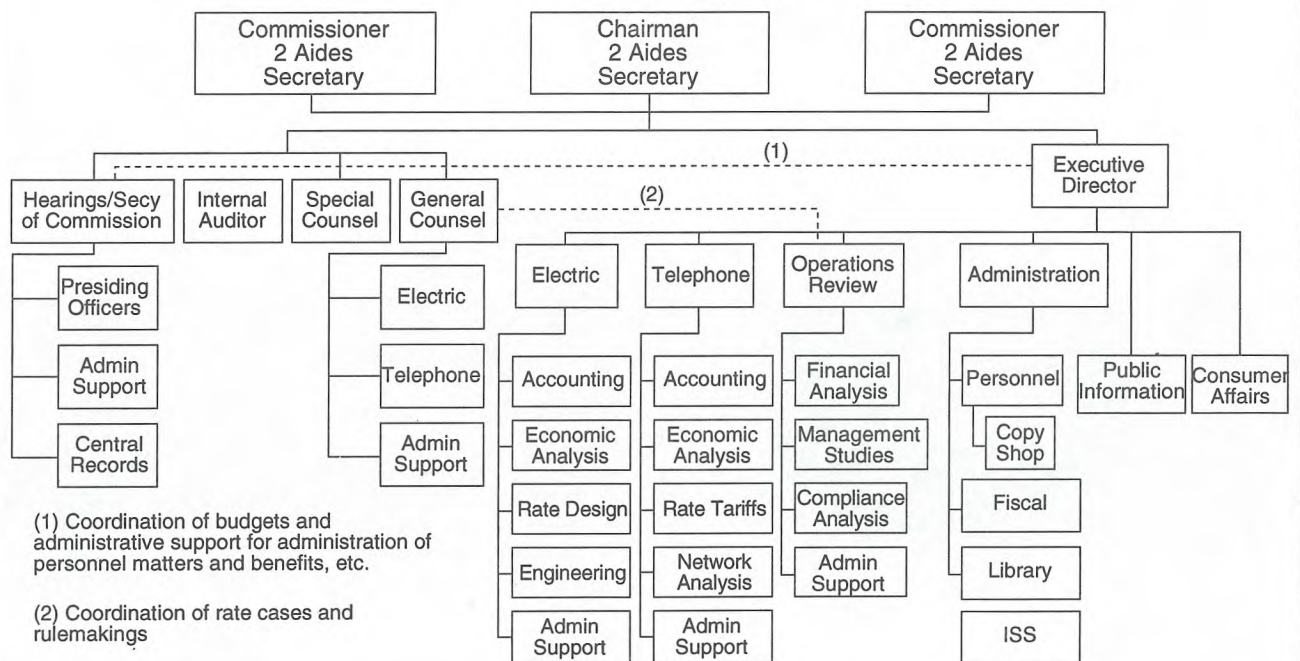 Commissioner
2 Aides
Secretary
Chairman
2 Aides
Secretary
Commissioner
2 Aides
Secretary
(1)
Executive
Director
Hearings/Secy
of Commission
Internal
Auditor
Special
Counsel
General
Counsel
(2)
Presiding
Officers
Admin
Support
Central
Records
Electric
Telephone
Admin
Support
Electric
Accounting
Economic
Analysis
Rate Design
Engineering
Admin
Support
Telephone
Accounting
Economic
Analysis
Rate Tariffs
Network
Analysis
Admin
Support
Operations
Review
Financial
Analysis
Management
Studies
Compliance
Analysis
Admin
Support
Administration
Personnel
Copy
Shop
Fiscal
Library
ISS
Public
Information
Consumer
Affairs
(1) Coordination of budgets and
administrative support for administration of
personnel matters and benefits, etc.
(2) Coordination of rate cases and
rulemakings